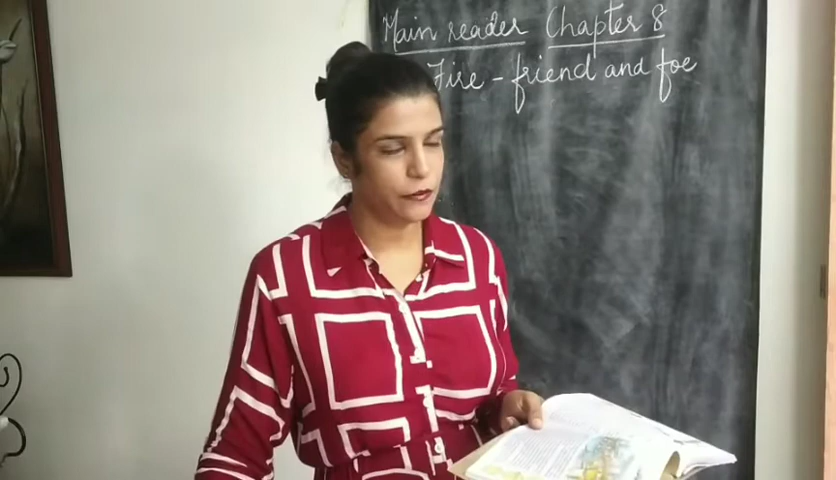 Main reader Chapter 8
Fire - friend and foe